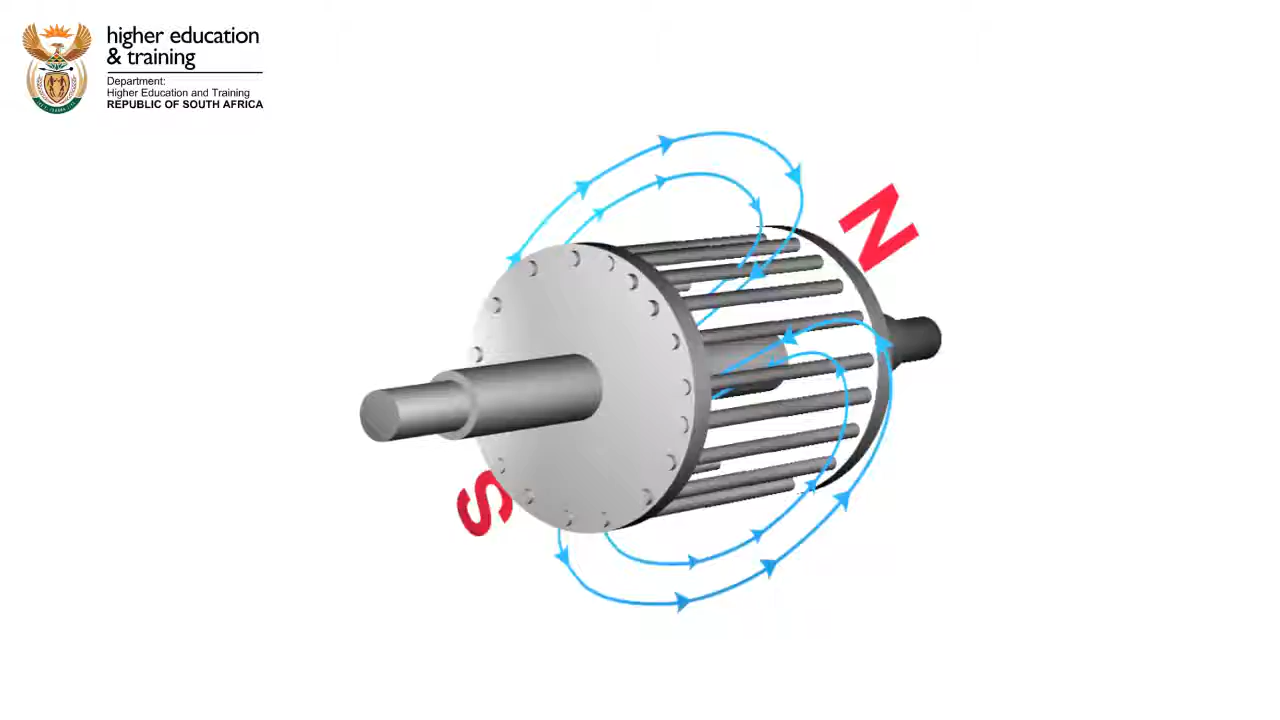 higher education
& training
Department:
Higher Education and Training
REPUBLIC OF SOUTH AFRICA
N
S